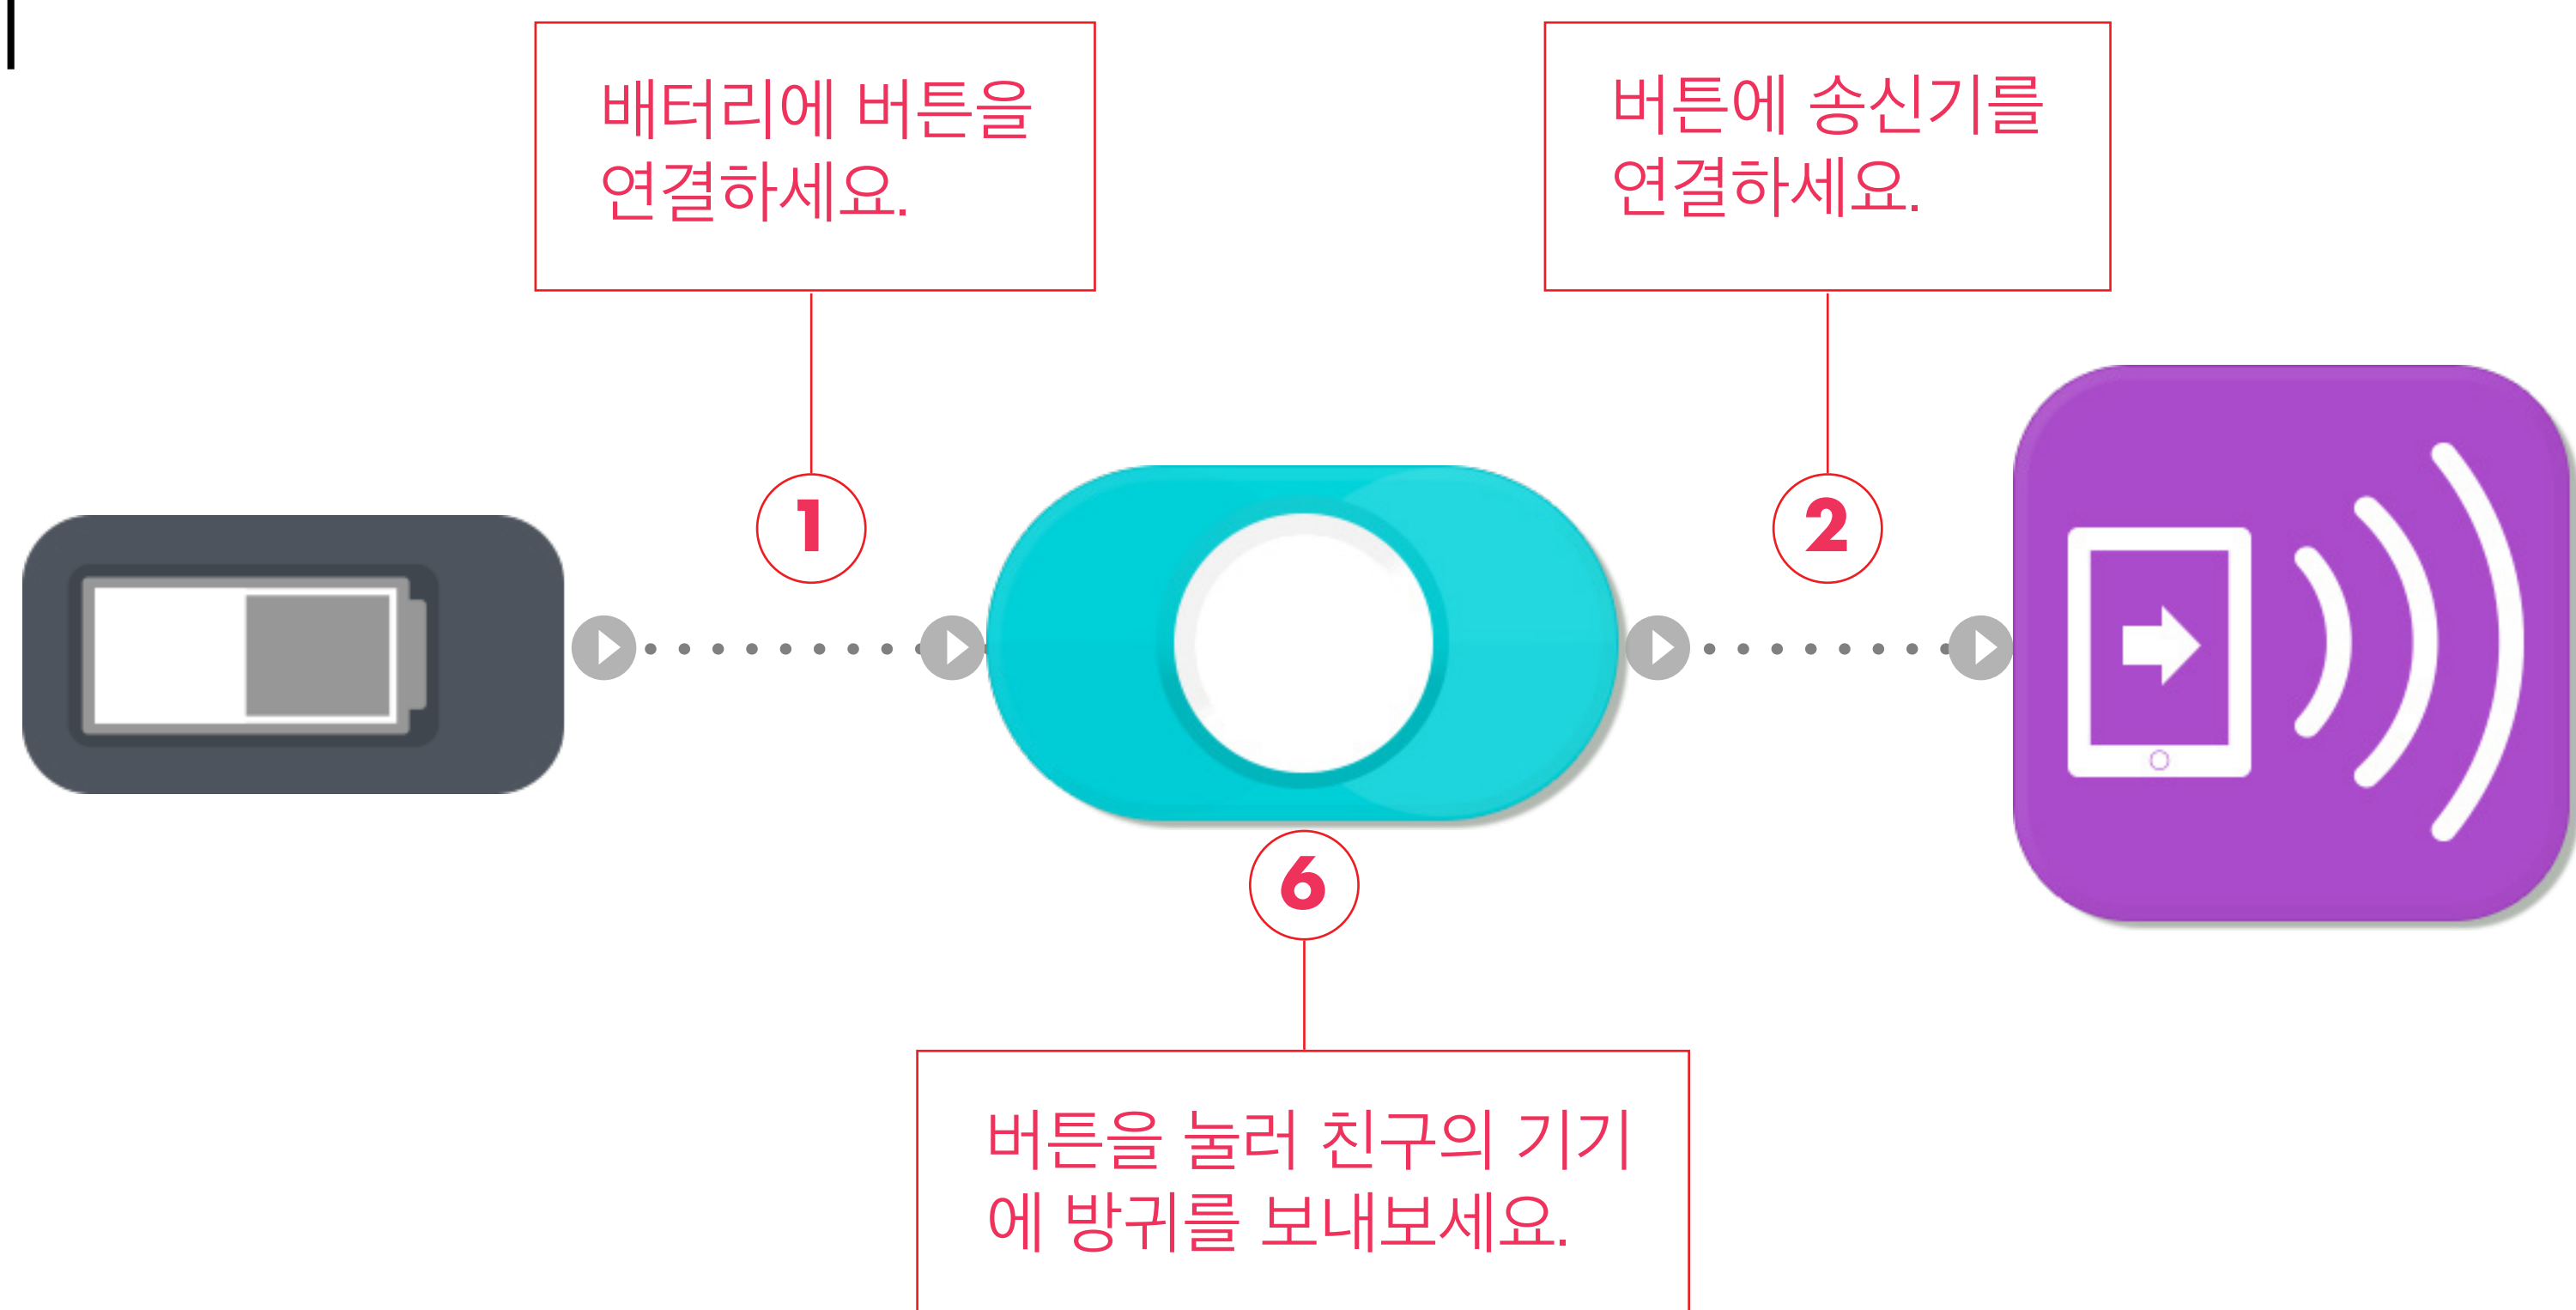 배터리에 버튼을
연결하세요.
버튼에 송신기를
연결하세요.
1
2
6
버튼을 눌러 친구의 기기
에 방귀를 보내보세요.